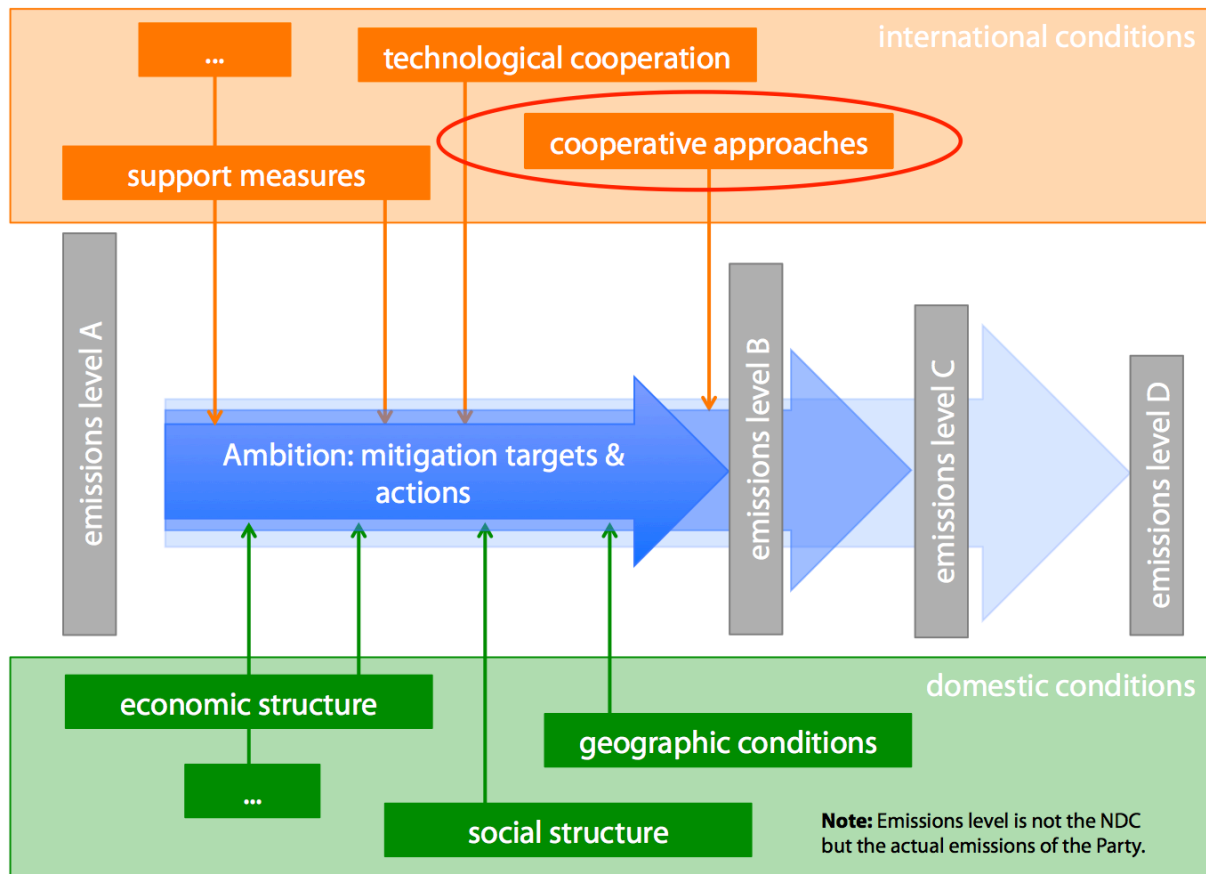 international conditions
...
technological cooperation
cooperative approaches
support measures
emissions level A
Ambition: mitigation targets &
actions
emissions level B
emissions level C
emissions level D
domestic conditions
economic structure
geographic conditions
...
social structure
Note: Emissions level is not the NDC
but the actual emissions of the Party.